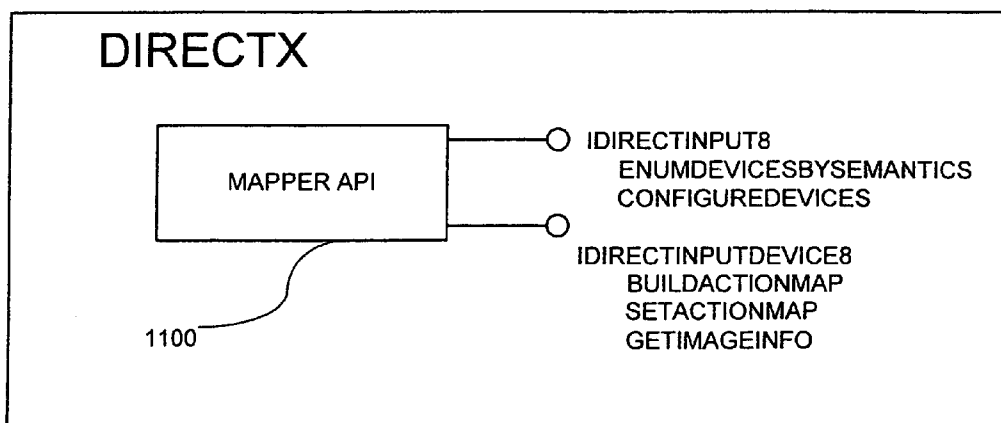 DIRECTX
MAPPER API
IDIRECTINPUT8
ENUMDEVICESBYSEMANTICS
CONFIGUREDEVICES
IDIRECTINPUTDEVICE8
BUILDACTIONMAP
SETACTIONMAP
GETIMAGEINFO
1100